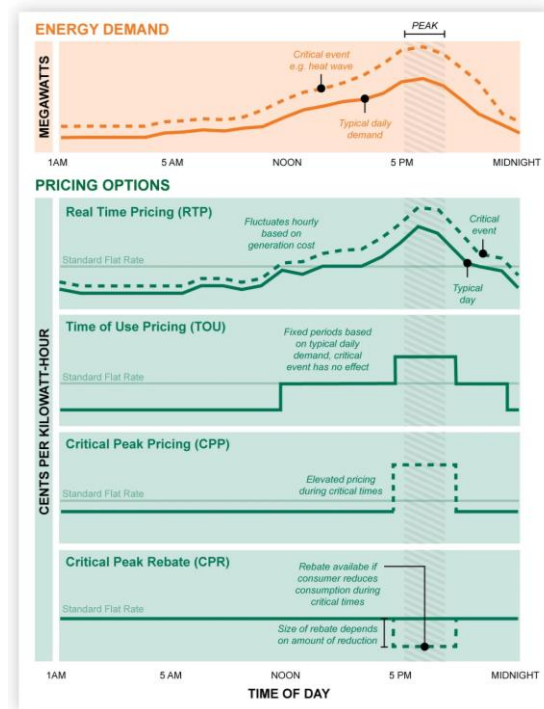 ENERGY DEMAND
PEAK
Critical event
e.g. heat wave
Typical daily
demand
MEGAWATTS
1AM
5 AM
NOON
5 PM
MIDNIGHT
PRICING OPTIONS
Real Time Pricing (RTP)
Fluctuates hourly
based on
generation cost
Critical
event
Standard Flat Rate
Typical
day
Time of Use Pricing (TOU)
Fixed periods based
on typical daily
demand, critical
event has no effect
Standard Flat Rate
CENTS PER KILOWATT-HOUR
Critical Peak Pricing (CPP)
Elevated pricing
during critical times
Standard Flat Rate
Critical Peak Rebate (CPR)
Rebate availabe if
consumer reduces
consumption during
critical times
Standard Flat Rate
Size of rebate depends
on amount of reduction
1AM
5 AM
NOON
5 PM
MIDNIGHT
TIME OF DAY